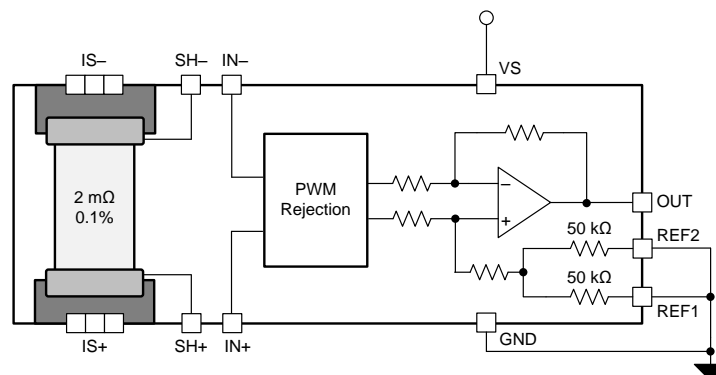 IS–
SH–
IN–
VS
2 mΩ
0.1%
PWM
Rejection
–
+
OUT
50 kΩ
REF2
50 kΩ
REF1
GND
IS+
SH+
IN+